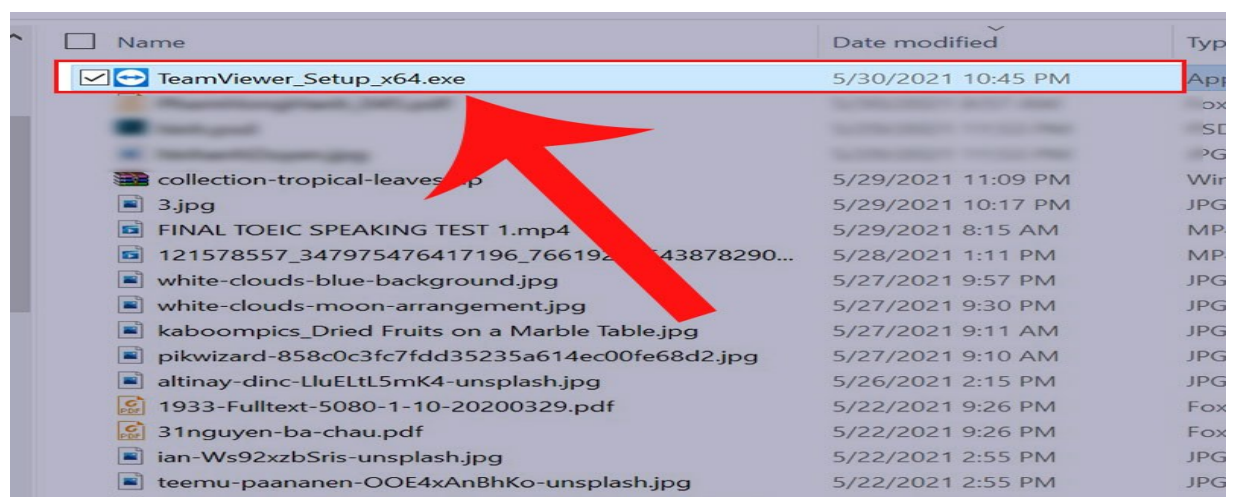 Name Date modified Typ
TeamViewer_Setup_x64.exe 5/30/2021 10:45 PM App
collection-tropical-leaves 5/29/2021 11:09 PM Wir
3.jpg 5/29/2021 10:17 PM JPG
FINAL TOEIC SPEAKING TEST 1.mp4 5/29/2021 8:15 AM MP
121578557_347975476417196_76619 43878290... 5/28/2021 1:11 PM MP
white-clouds-blue-background.jpg 5/27/2021 9:57 PM JPG
white-clouds-moon-arrangement.jpg 5/27/2021 9:30 PM JPG
kaboompics_Dried Fruits on a Marble Table.jpg 5/27/2021 9:11 AM JPG
pikwizard-858c0c3fc7fdd35235a614ec00fe68d2.jpg 5/27/2021 9:10 AM JPG
altinay-dinc-LluELtL5mK4-unsplash.jpg 5/26/2021 2:15 PM JPG
1933-Fulltext-5080-1-10-20200329.pdf 5/22/2021 9:26 PM Fox
31nguyen-ba-chau.pdf 5/22/2021 9:26 PM Fox
ian-Ws92xzbSris-unsplash.jpg 5/22/2021 2:55 PM JPG
teemu-paananen-OOE4xAnBhKo-unsplash.jpg 5/22/2021 2:55 PM JPG